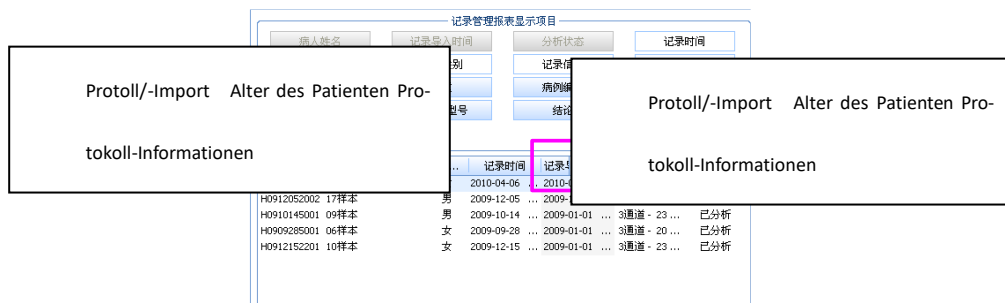 记录管理报表显示项目
病人姓名 记录导入时间 分析状态 记录时间
Protoll/-Import Alter des Patienten Pro-
tokoll-Informationen
Protoll/-Import Alter des Patienten Pro-
tokoll-Informationen
别 记录信
病例编
型号 结论
... 记录时间 记录导
2010-04-06 ... 2010-0
H0912052002 17样本 男 2009-12-05 ... 2009-
H0910145001 09样本 男 2009-10-14 ... 2009-01-01 ... 3通道 - 23 ... 已分析
H0909285001 06样本 女 2009-09-28 ... 2009-01-01 ... 3通道 - 20 ... 已分析
H0912152201 10样本 女 2009-12-15 ... 2009-01-01 ... 3通道 - 23 ... 已分析